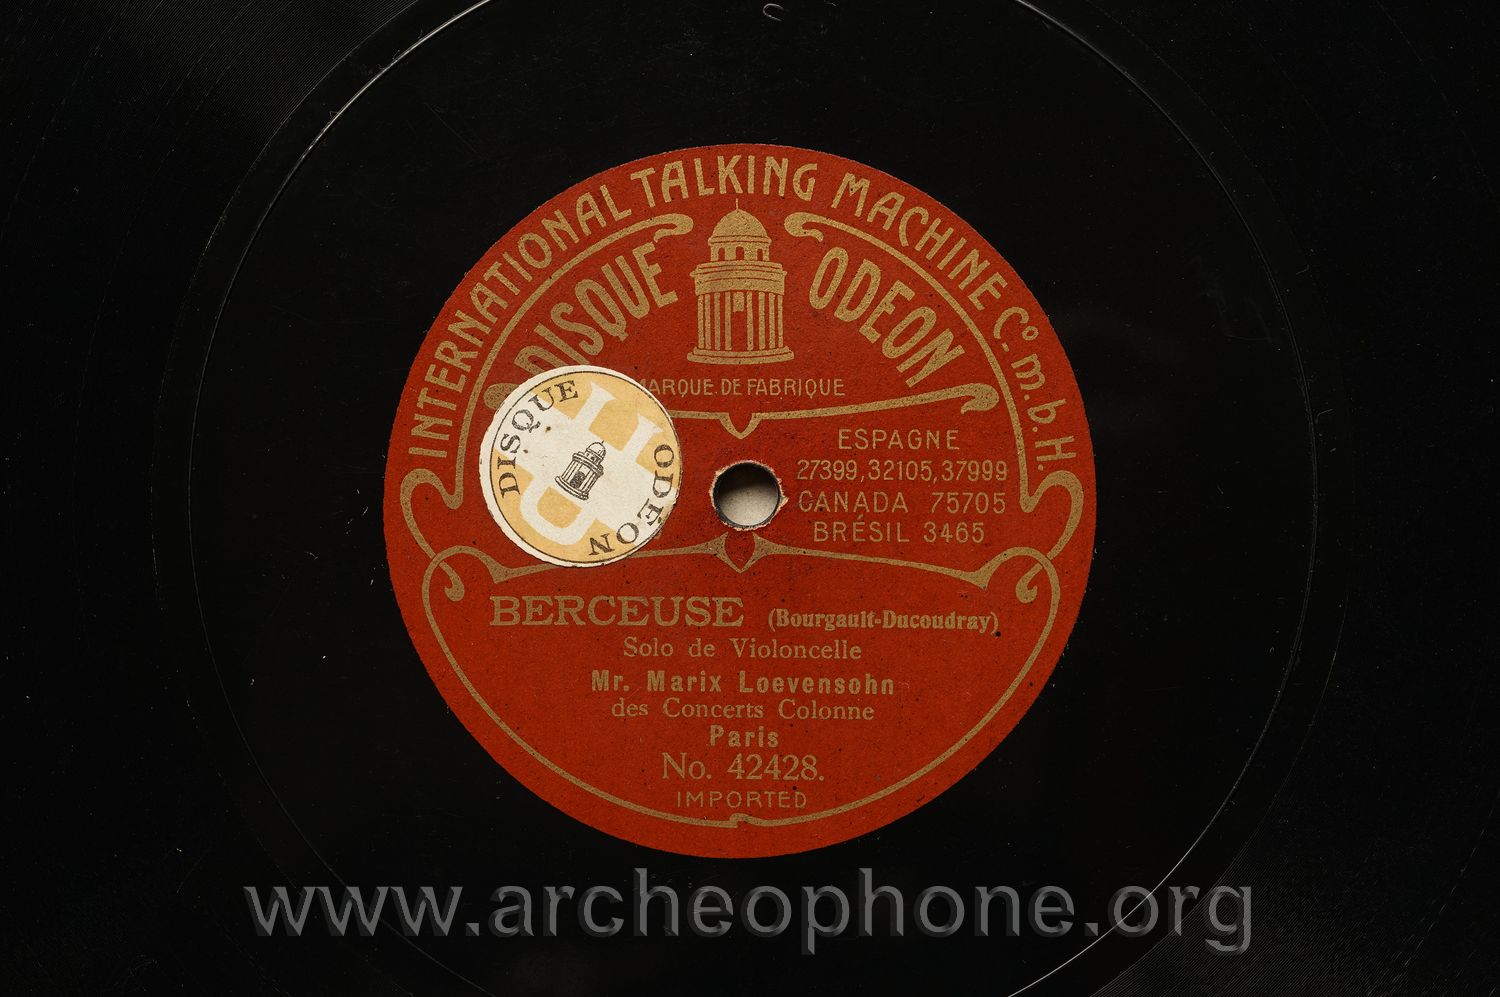 INTERNATIONAL TALKING MACHINE Co. m. b. H.
DISQUE ODEON
MARQUE DE FABRIQUE
DISQUE ODÉON
ESPAGNE
27399, 32105, 37999
CANADA 75705
BRÉSIL 3465
BERCEUSE (Bourgault-Ducoudray)
Solo de Violoncelle
Mr. Marix Loevensohn
des Concerts Colonne
Paris
No. 42428.
IMPORTED
www.archeophone.org